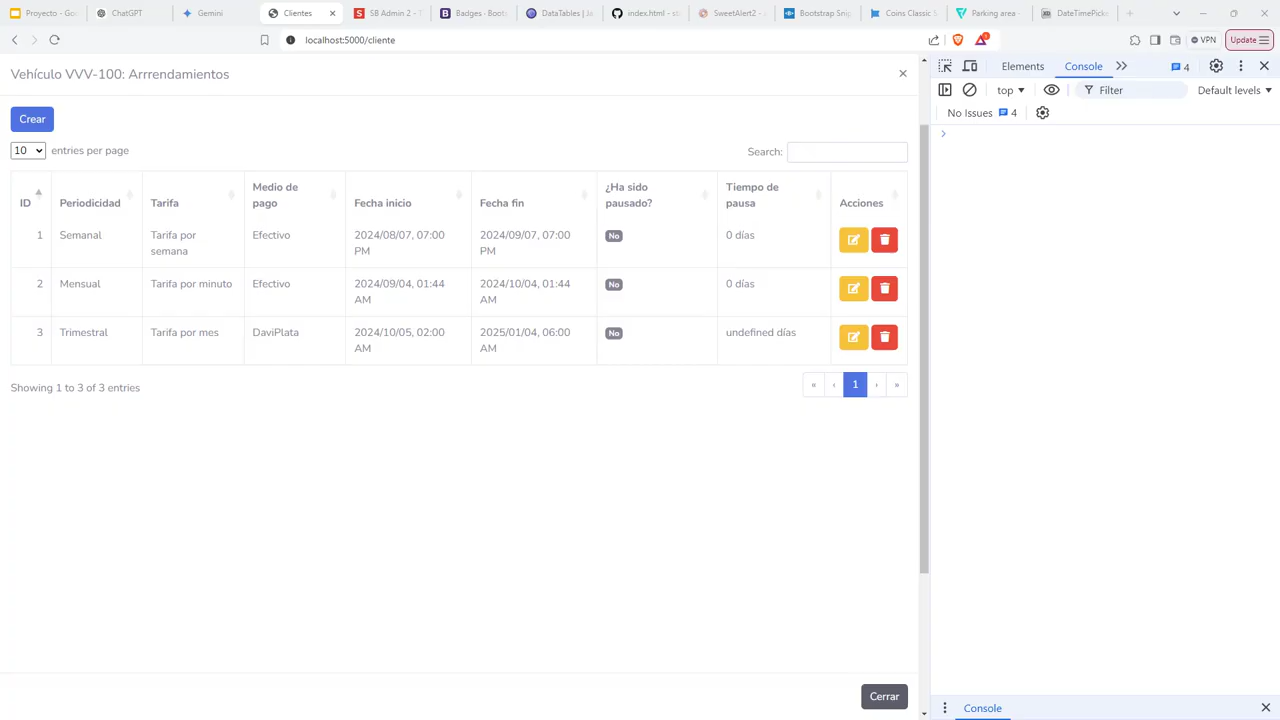 Proyecto - Goo
ChatGPT
Gemini
Clientes
SB Admin 2 - T
Badges · Boots
DataTables | Ja
index.html - st
SweetAlert2 - a
Bootstrap Snip
Coins Classic S
Parking area -
DateTimePicke
localhost:5000/cliente
VPN
Update
Vehículo VVV-100: Arrrendamientos
×
Crear
10 entries per page
Search:
ID
Periodicidad
Tarifa
Medio de pago
Fecha inicio
Fecha fin
¿Ha sido pausado?
Tiempo de pausa
Acciones
1 Semanal Tarifa por semana Efectivo 2024/08/07, 07:00 PM 2024/09/07, 07:00 PM No 0 días
2 Mensual Tarifa por minuto Efectivo 2024/09/04, 01:44 AM 2024/10/04, 01:44 AM No 0 días
3 Trimestral Tarifa por mes DaviPlata 2024/10/05, 02:00 AM 2025/01/04, 06:00 AM No undefined días
Showing 1 to 3 of 3 entries
« ‹ 1 › »
Cerrar
Elements
Console
4
top
Filter
Default levels
No Issues 4
Console